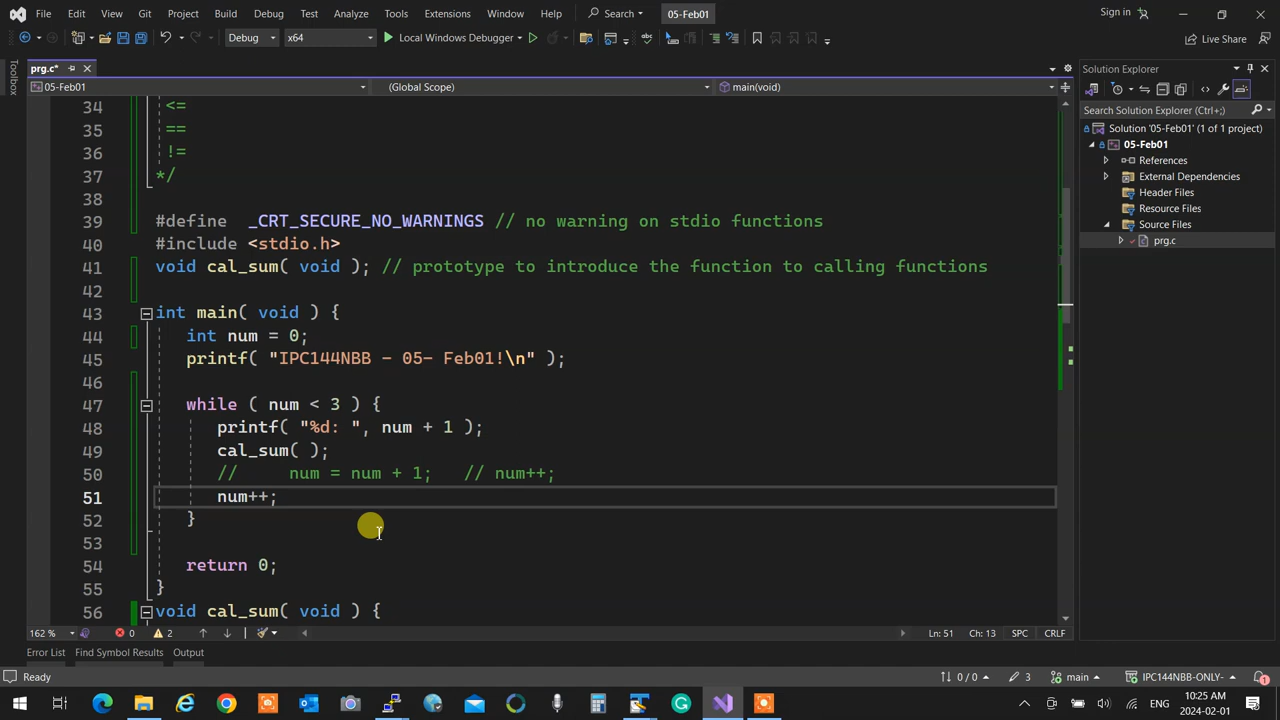 File Edit View Git Project Build Debug Test Analyze Tools Extensions Window Help Search 05-Feb01 Sign in
Debug x64 Local Windows Debugger Live Share
prg.c*
05-Feb01 (Global Scope) main(void)
Toolbox
34 <=
35 ==
36 !=
37 */
38
39 #define _CRT_SECURE_NO_WARNINGS // no warning on stdio functions
40 #include <stdio.h>
41 void cal_sum( void ); // prototype to introduce the function to calling functions
42
43 int main( void ) {
44 int num = 0;
45 printf( "IPC144NBB - 05- Feb01!\n" );
46
47 while ( num < 3 ) {
48 printf( "%d: ", num + 1 );
49 cal_sum( );
50 // num = num + 1; // num++;
51 num++;
52 }
53
54 return 0;
55 }
56 void cal_sum( void ) {
162 % 0 2 Ln: 51 Ch: 13 SPC CRLF
Error List Find Symbol Results Output
Solution Explorer
Search Solution Explorer (Ctrl+;)
Solution '05-Feb01' (1 of 1 project)
05-Feb01
References
External Dependencies
Header Files
Resource Files
Source Files
prg.c
Ready 0 / 0 3 main IPC144NBB-ONLY- 1
ENG 10:25 AM
2024-02-01